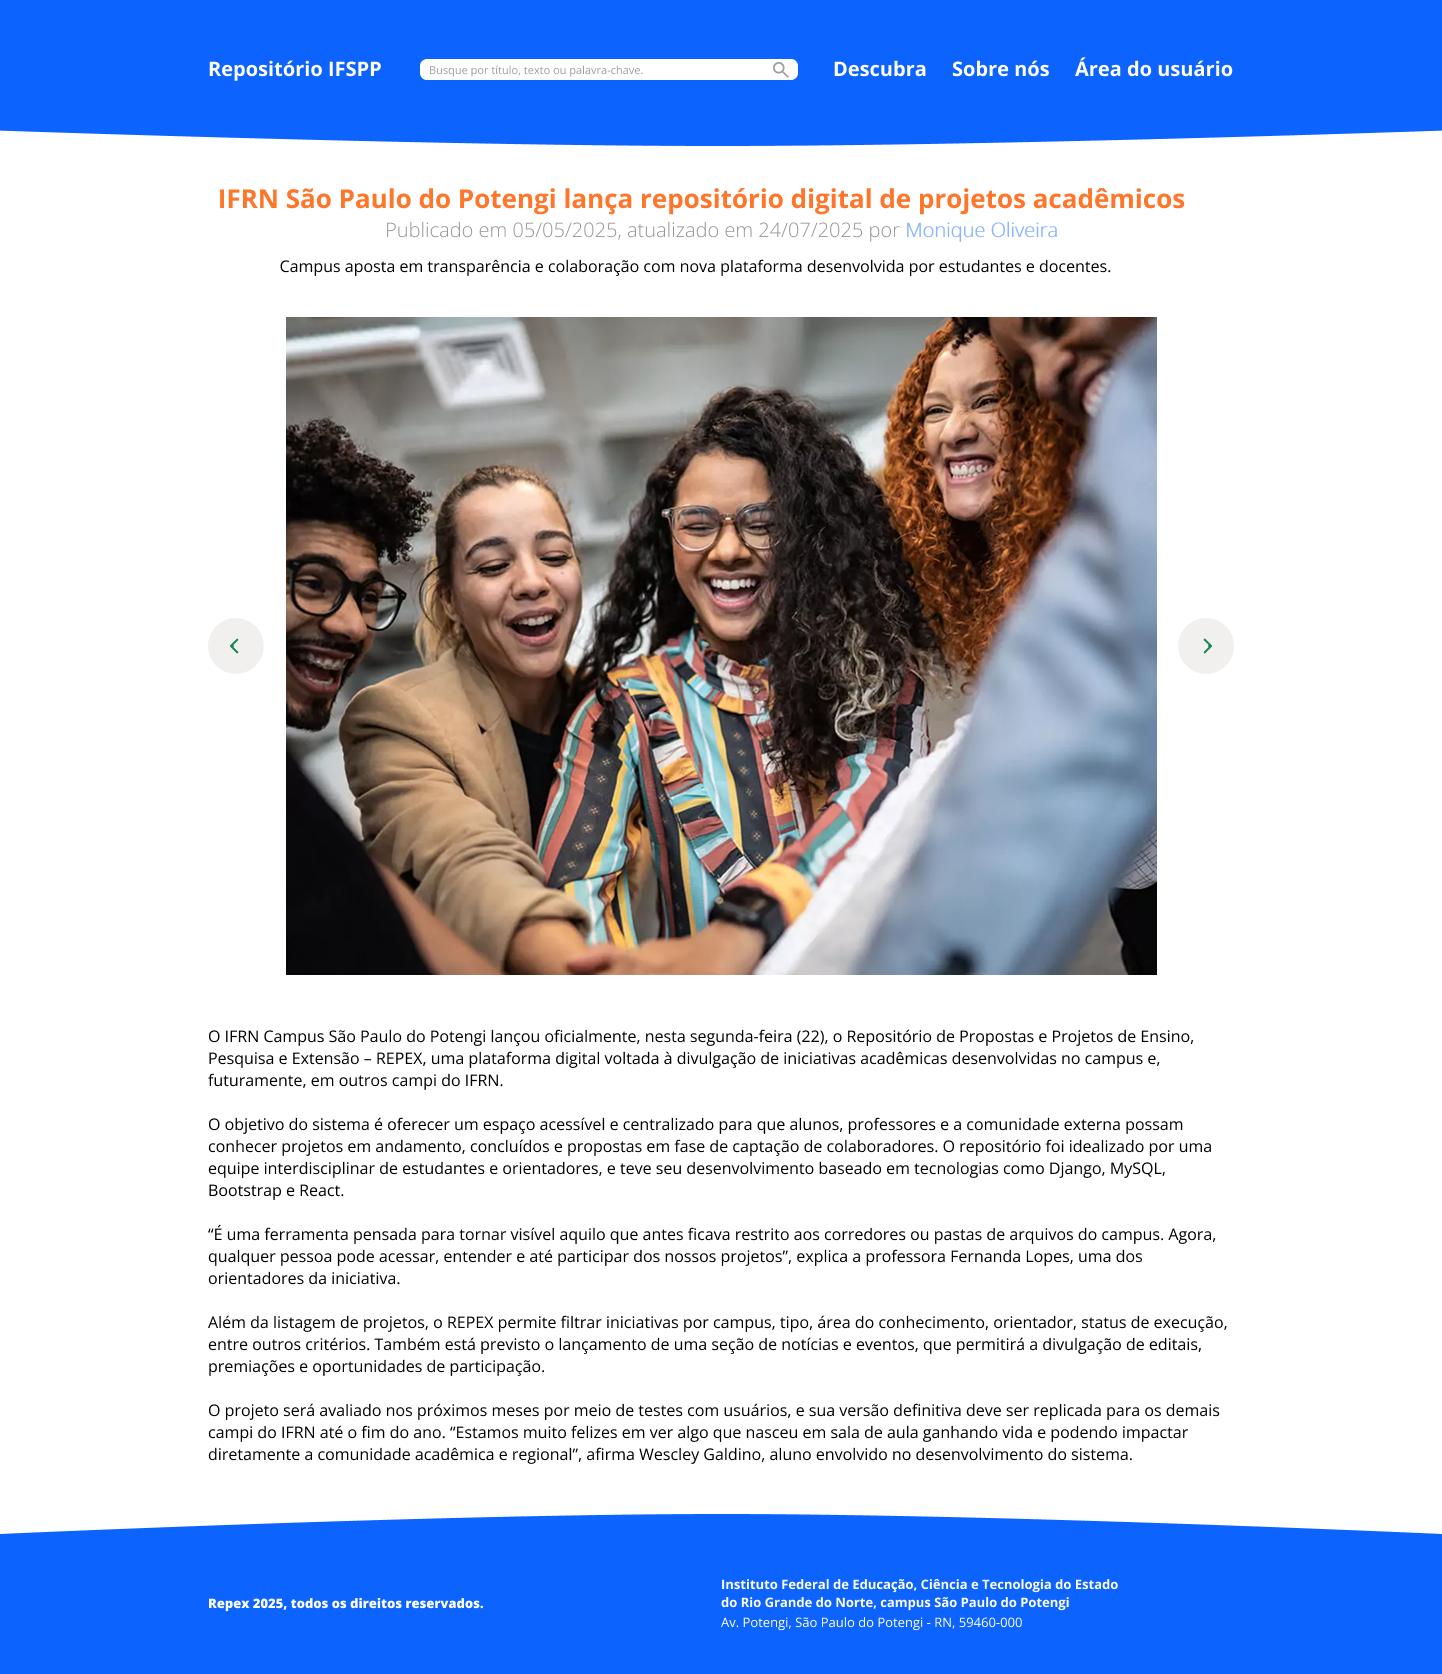 Repositório IFSPP
Busque por título, texto ou palavra-chave.
Descubra
Sobre nós
Área do usuário
IFRN São Paulo do Potengi lança repositório digital de projetos acadêmicos
Publicado em 05/05/2025, atualizado em 24/07/2025 por Monique Oliveira
Campus aposta em transparência e colaboração com nova plataforma desenvolvida por estudantes e docentes.
O IFRN Campus São Paulo do Potengi lançou oficialmente, nesta segunda-feira (22), o Repositório de Propostas e Projetos de Ensino,
Pesquisa e Extensão – REPEX, uma plataforma digital voltada à divulgação de iniciativas acadêmicas desenvolvidas no campus e,
futuramente, em outros campi do IFRN.
O objetivo do sistema é oferecer um espaço acessível e centralizado para que alunos, professores e a comunidade externa possam
conhecer projetos em andamento, concluídos e propostas em fase de captação de colaboradores. O repositório foi idealizado por uma
equipe interdisciplinar de estudantes e orientadores, e teve seu desenvolvimento baseado em tecnologias como Django, MySQL,
Bootstrap e React.
“É uma ferramenta pensada para tornar visível aquilo que antes ficava restrito aos corredores ou pastas de arquivos do campus. Agora,
qualquer pessoa pode acessar, entender e até participar dos nossos projetos”, explica a professora Fernanda Lopes, uma dos
orientadores da iniciativa.
Além da listagem de projetos, o REPEX permite filtrar iniciativas por campus, tipo, área do conhecimento, orientador, status de execução,
entre outros critérios. Também está previsto o lançamento de uma seção de notícias e eventos, que permitirá a divulgação de editais,
premiações e oportunidades de participação.
O projeto será avaliado nos próximos meses por meio de testes com usuários, e sua versão definitiva deve ser replicada para os demais
campi do IFRN até o fim do ano. “Estamos muito felizes em ver algo que nasceu em sala de aula ganhando vida e podendo impactar
diretamente a comunidade acadêmica e regional”, afirma Wescley Galdino, aluno envolvido no desenvolvimento do sistema.
Repex 2025, todos os direitos reservados.
Instituto Federal de Educação, Ciência e Tecnologia do Estado
do Rio Grande do Norte, campus São Paulo do Potengi
Av. Potengi, São Paulo do Potengi - RN, 59460-000